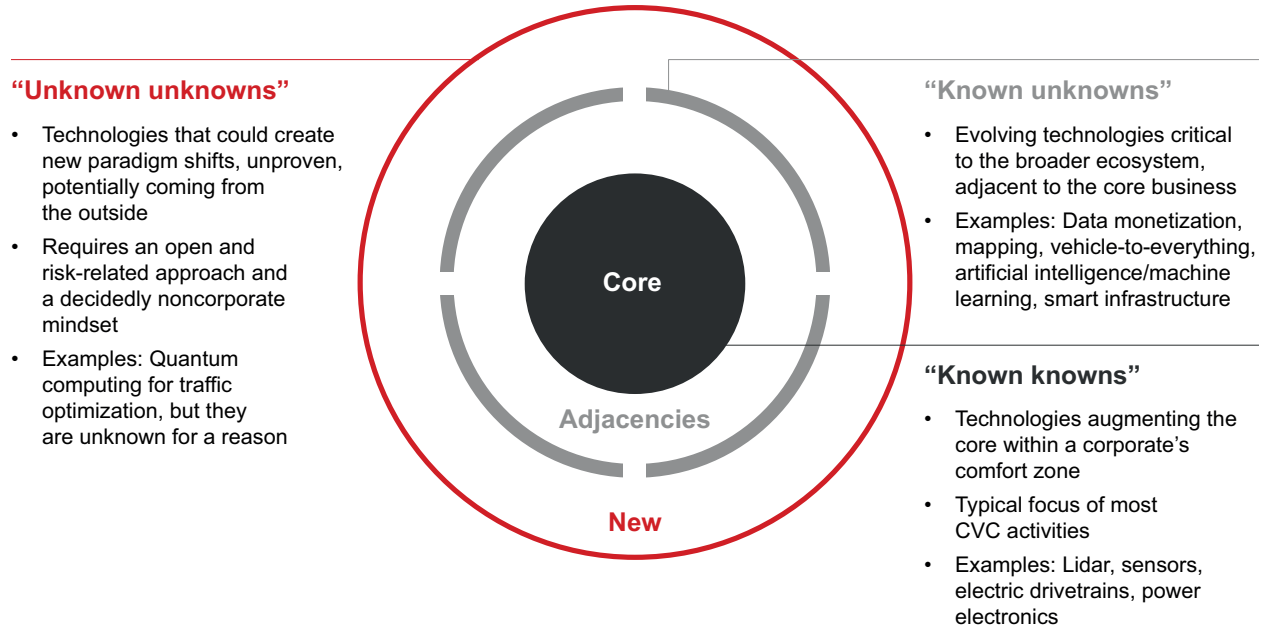 “Unknown unknowns”
• Technologies that could create
new paradigm shifts, unproven,
potentially coming from
the outside
• Requires an open and
risk-related approach and
a decidedly noncorporate
mindset
• Examples: Quantum
computing for traffic
optimization, but they
are unknown for a reason
Core
Adjacencies
New
“Known unknowns”
• Evolving technologies critical
to the broader ecosystem,
adjacent to the core business
• Examples: Data monetization,
mapping, vehicle-to-everything,
artificial intelligence/machine
learning, smart infrastructure
“Known knowns”
• Technologies augmenting the
core within a corporate’s
comfort zone
• Typical focus of most
CVC activities
• Examples: Lidar, sensors,
electric drivetrains, power
electronics